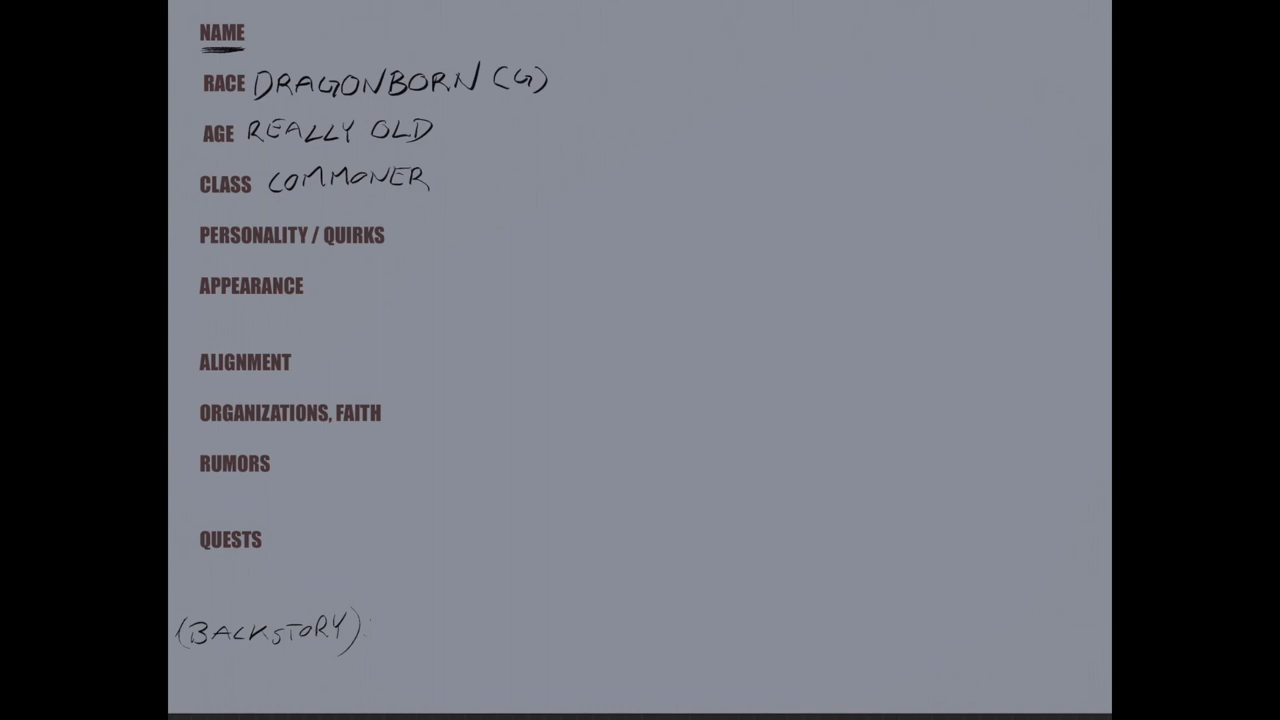 NAME
RACE DRAGONBORN (G)
AGE REALLY OLD
CLASS COMMONER
PERSONALITY / QUIRKS
APPEARANCE
ALIGNMENT
ORGANIZATIONS, FAITH
RUMORS
QUESTS
(BACKSTORY)